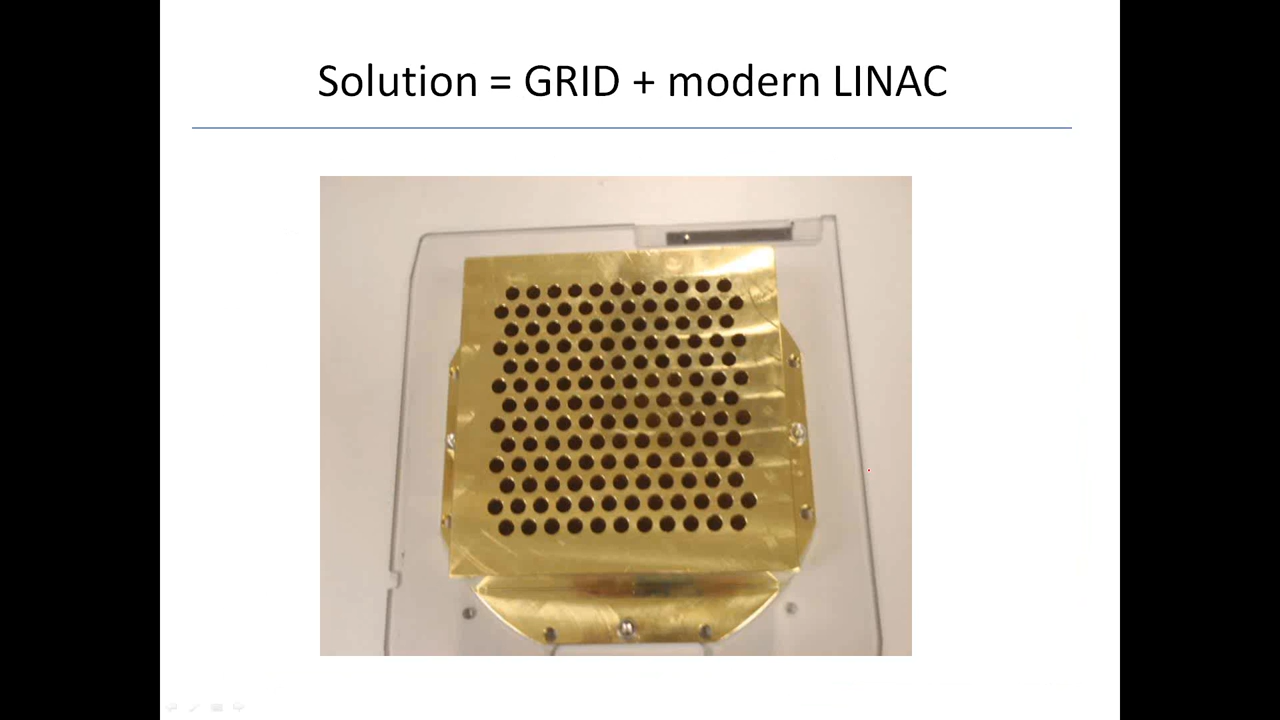 Solution = GRID + modern LINAC